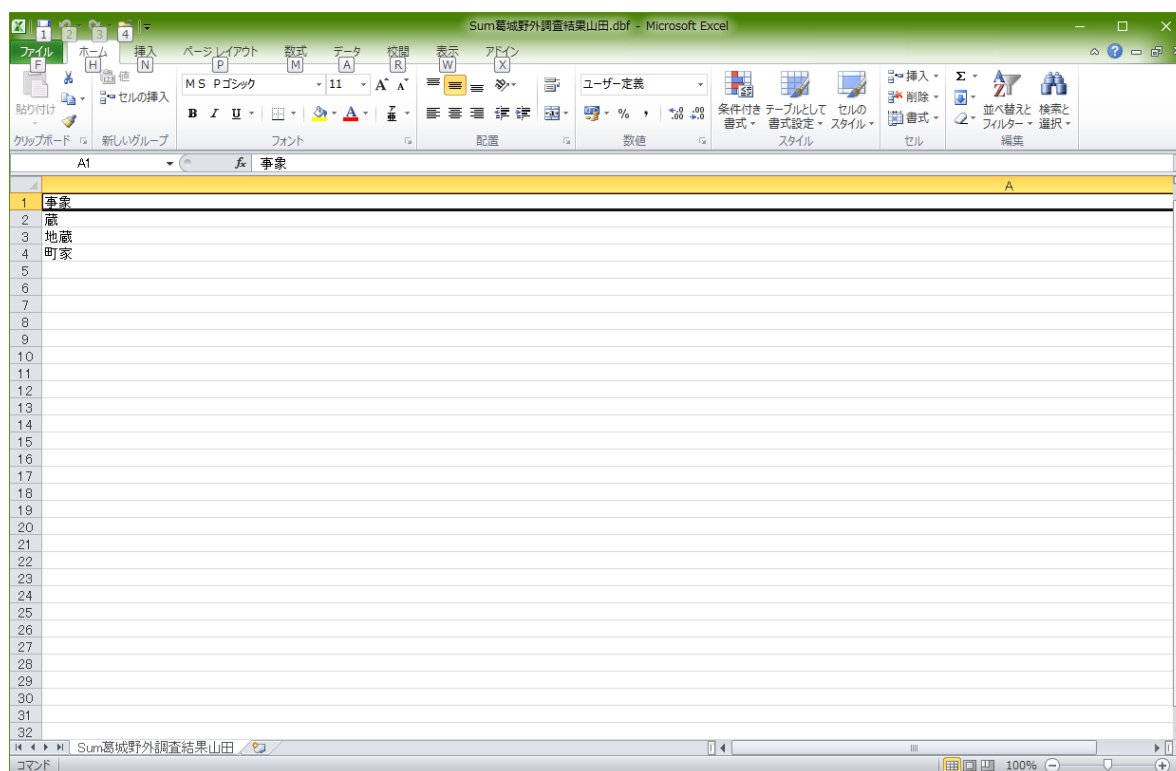 Sum葛城野外調査結果山田.dbf - Microsoft Excel
1 2 3 4
ファイル ホーム 挿入 ページ レイアウト 数式 データ 校閲 表示 アドイン
F H N P M A R W X
貼り付け
値
セルの挿入
MS Pゴシック 11
B I U
ユーザー定義
% ,
条件付き書式 テーブルとして書式設定 セルのスタイル
挿入
削除
書式
Σ
並べ替えとフィルター 検索と選択
クリップボード 新しいグループ フォント 配置 数値 スタイル セル 編集
A1 fx 事象
A
1 事象
2 蔵
3 地蔵
4 町家
5
6
7
8
9
10
11
12
13
14
15
16
17
18
19
20
21
22
23
24
25
26
27
28
29
30
31
32
Sum葛城野外調査結果山田
コマンド 100%